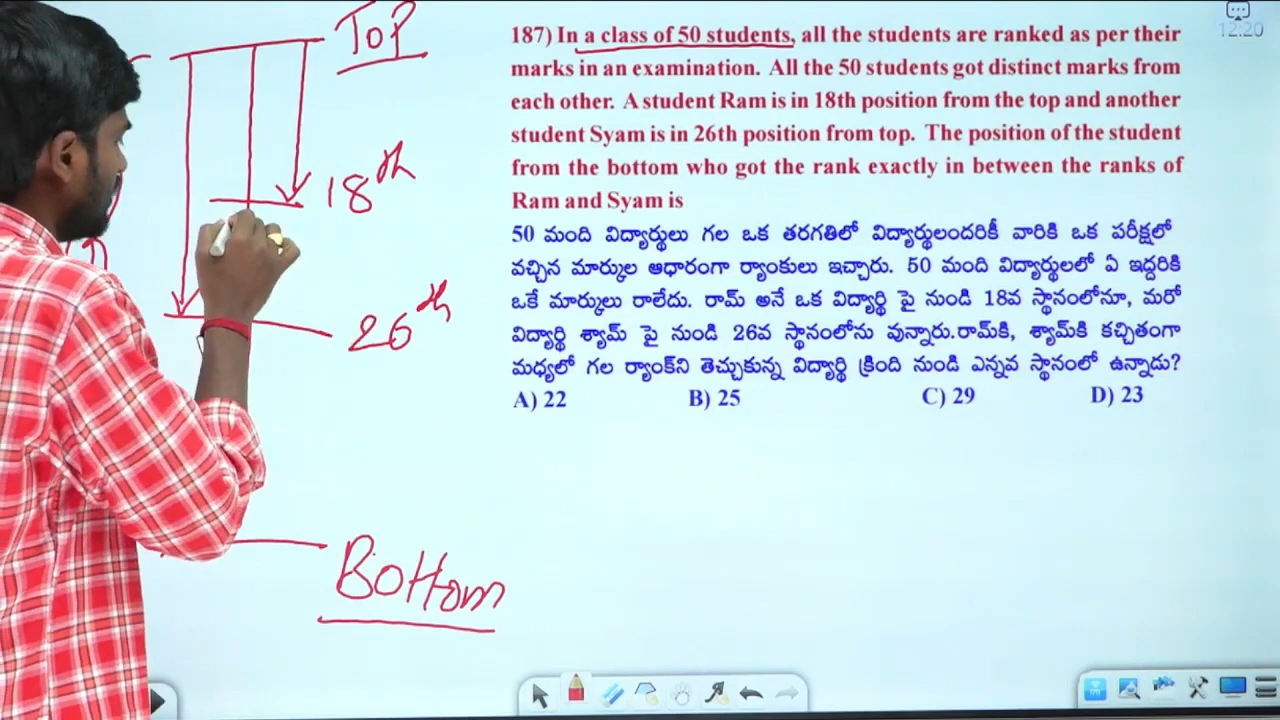 Top
12:20
187) In a class of 50 students, all the students are ranked as per their
marks in an examination. All the 50 students got distinct marks from
each other. A student Ram is in 18th position from the top and another
student Syam is in 26th position from top. The position of the student
from the bottom who got the rank exactly in between the ranks of
Ram and Syam is
50 మంది విద్యార్థులు గల ఒక తరగతిలో విద్యార్థులందరికీ వారికి ఒక పరీక్షలో
వచ్చిన మార్కుల ఆధారంగా ర్యాంకులు ఇచ్చారు. 50 మంది విద్యార్థులలో ఏ ఇద్దరికి
ఒకే మార్కులు రాలేదు. రామ్ అనే ఒక విద్యార్థి పై నుండి 18వ స్థానంలోనూ, మరో
విద్యార్థి శ్యామ్ పై నుండి 26వ స్థానంలోను వున్నారు.రామ్‌కి, శ్యామ్‌కి కచ్చితంగా
మధ్యలో గల ర్యాంక్‌ని తెచ్చుకున్న విద్యార్థి క్రింది నుండి ఎన్నవ స్థానంలో ఉన్నాడు?
A) 22 B) 25 C) 29 D) 23
18th
26th
Bottom